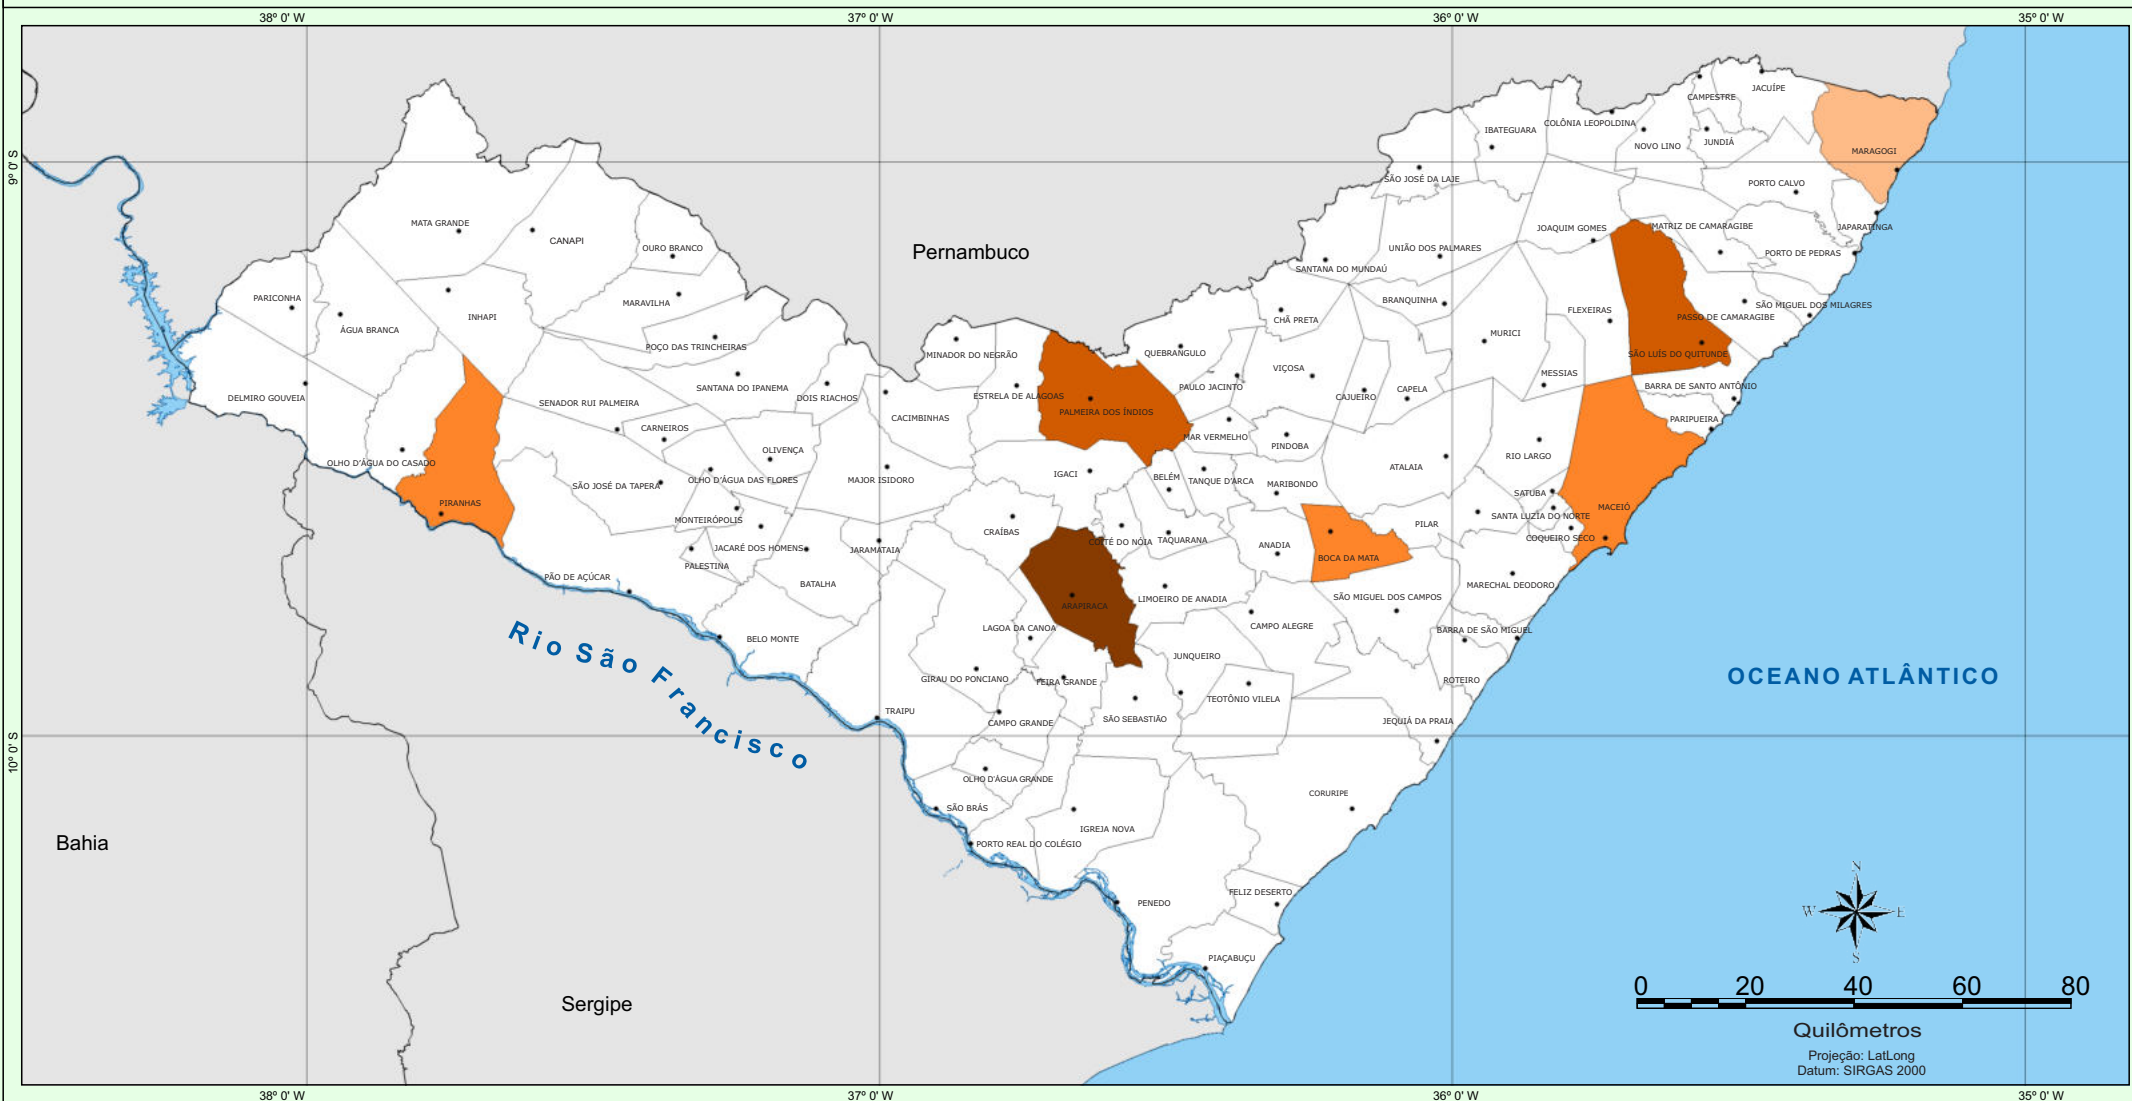 38º 0' W
37º 0' W
36º 0' W
35º 0' W
9º 0' S
10º 0' S
CAMPESTRE
JACUÍPE
COLÔNIA LEOPOLDINA
IBATEGUARA
NOVO LINO
JUNDIÁ
MARAGOGI
SÃO JOSÉ DA LAJE
PORTO CALVO
MATA GRANDE
CANAPI
OURO BRANCO
Pernambuco
JOAQUIM GOMES
MATRIZ DE CAMARAGIBE
JAPARATINGA
UNIÃO DOS PALMARES
PORTO DE PEDRAS
SANTANA DO MUNDAÚ
PARICONHA
MARAVILHA
BRANQUINHA
SÃO MIGUEL DOS MILAGRES
ÁGUA BRANCA
INHAPI
CHÃ PRETA
FLEXEIRAS
PASSO DE CAMARAGIBE
MURICI
POÇO DAS TRINCHEIRAS
MINADOR DO NEGRÃO
QUEBRANGULO
SÃO LUÍS DO QUITUNDE
VIÇOSA
MESSIAS
SANTANA DO IPANEMA
PAULO JACINTO
BARRA DE SANTO ANTÔNIO
DELMIRO GOUVEIA
SENADOR RUI PALMEIRA
DOIS RIACHOS
ESTRELA DE ALAGOAS
CAJUEIRO
CAPELA
PALMEIRA DOS ÍNDIOS
CACIMBINHAS
PARIPUEIRA
CARNEIROS
MAR VERMELHO
PINDOBA
OLIVENÇA
RIO LARGO
OLHO D'ÁGUA DO CASADO
ATALAIA
IGACI
BELÉM
TANQUE D'ARCA
OLHO D'ÁGUA DAS FLORES
MAJOR ISIDORO
MARIBONDO
SÃO JOSÉ DA TAPERA
SATUBA
PIRANHAS
MACEIÓ
SANTA LUZIA DO NORTE
MONTEIRÓPOLIS
CRAÍBAS
PILAR
COQUEIRO SECO
COITÉ DO NÓIA
TAQUARANA
ANADIA
JACARÉ DOS HOMENS
JARAMATAIA
BOCA DA MATA
PALESTINA
PÃO DE AÇÚCAR
BATALHA
MARECHAL DEODORO
LIMOEIRO DE ANADIA
SÃO MIGUEL DOS CAMPOS
ARAPIRACA
LAGOA DA CANOA
CAMPO ALEGRE
BARRA DE SÃO MIGUEL
BELO MONTE
Rio São Francisco
JUNQUEIRO
OCEANO ATLÂNTICO
GIRAU DO PONCIANO
FEIRA GRANDE
ROTEIRO
TEOTÔNIO VILELA
TRAIPU
CAMPO GRANDE
SÃO SEBASTIÃO
JEQUIÁ DA PRAIA
OLHO D'ÁGUA GRANDE
CORURIPE
SÃO BRÁS
IGREJA NOVA
Bahia
PORTO REAL DO COLÉGIO
FELIZ DESERTO
PENEDO
PIAÇABUÇU
Sergipe
N
W
E
S
0 20 40 60 80
Quilômetros
Projeção: LatLong
Datum: SIRGAS 2000
38º 0' W
37º 0' W
36º 0' W
35º 0' W